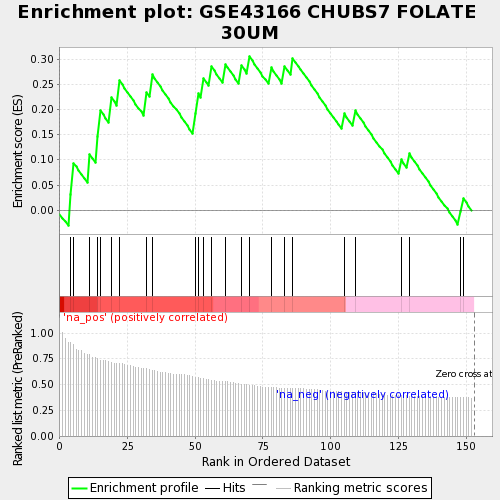 Enrichment plot: GSE43166 CHUBS7 FOLATE
30UM
Enrichment score (ES)
0.30
0.25
0.20
0.15
0.10
0.05
0.00
'na_pos' (positively correlated)
Ranked list metric (PreRanked)
1.00
0.75
0.50
0.25
0.00
Zero cross at
'na_neg' (negatively correlated)
0 25 50 75 100 125 150
Rank in Ordered Dataset
Enrichment profile Hits Ranking metric scores